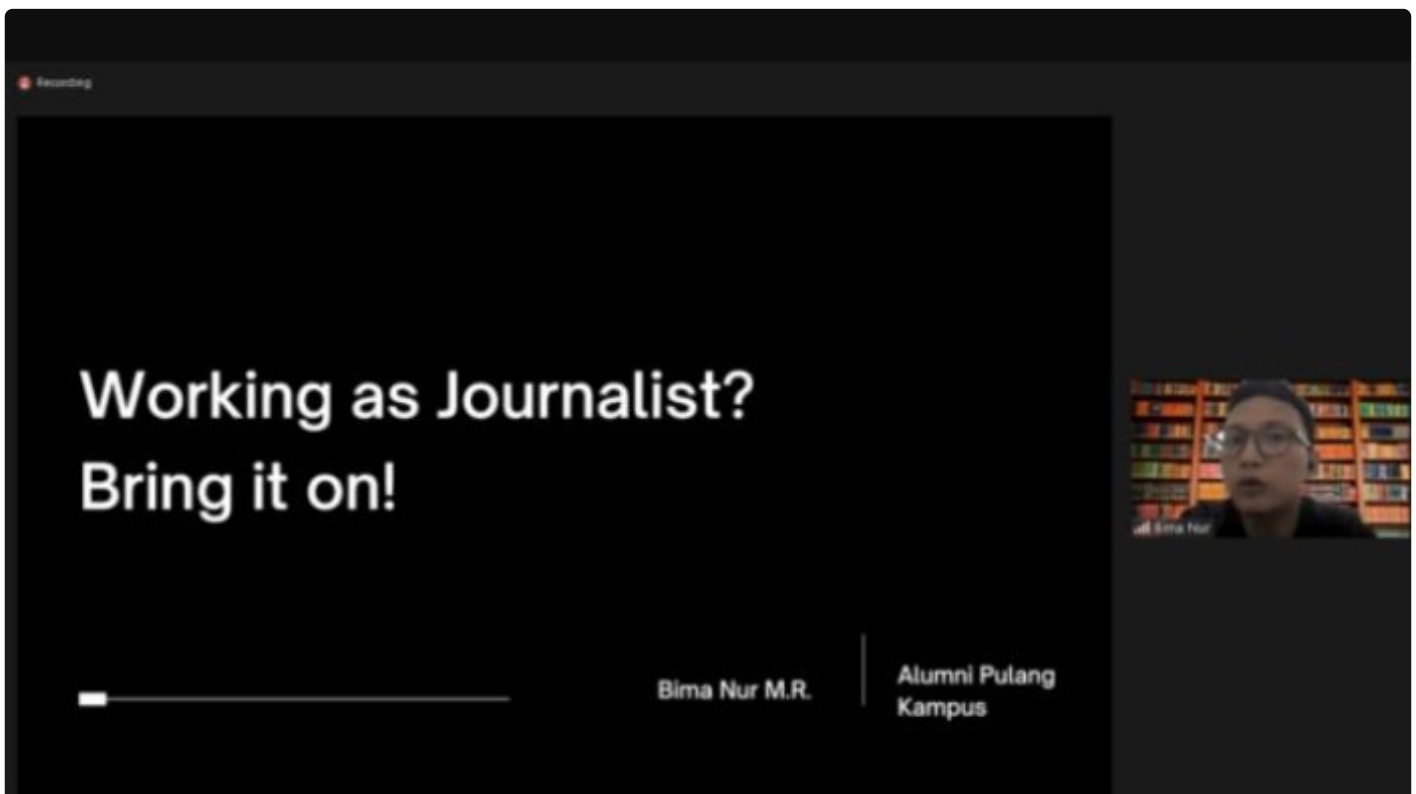 Recording
Working as Journalist?
Bring it on!
Bima Nur M.R.
Alumni Pulang
Kampus
Bima Nur